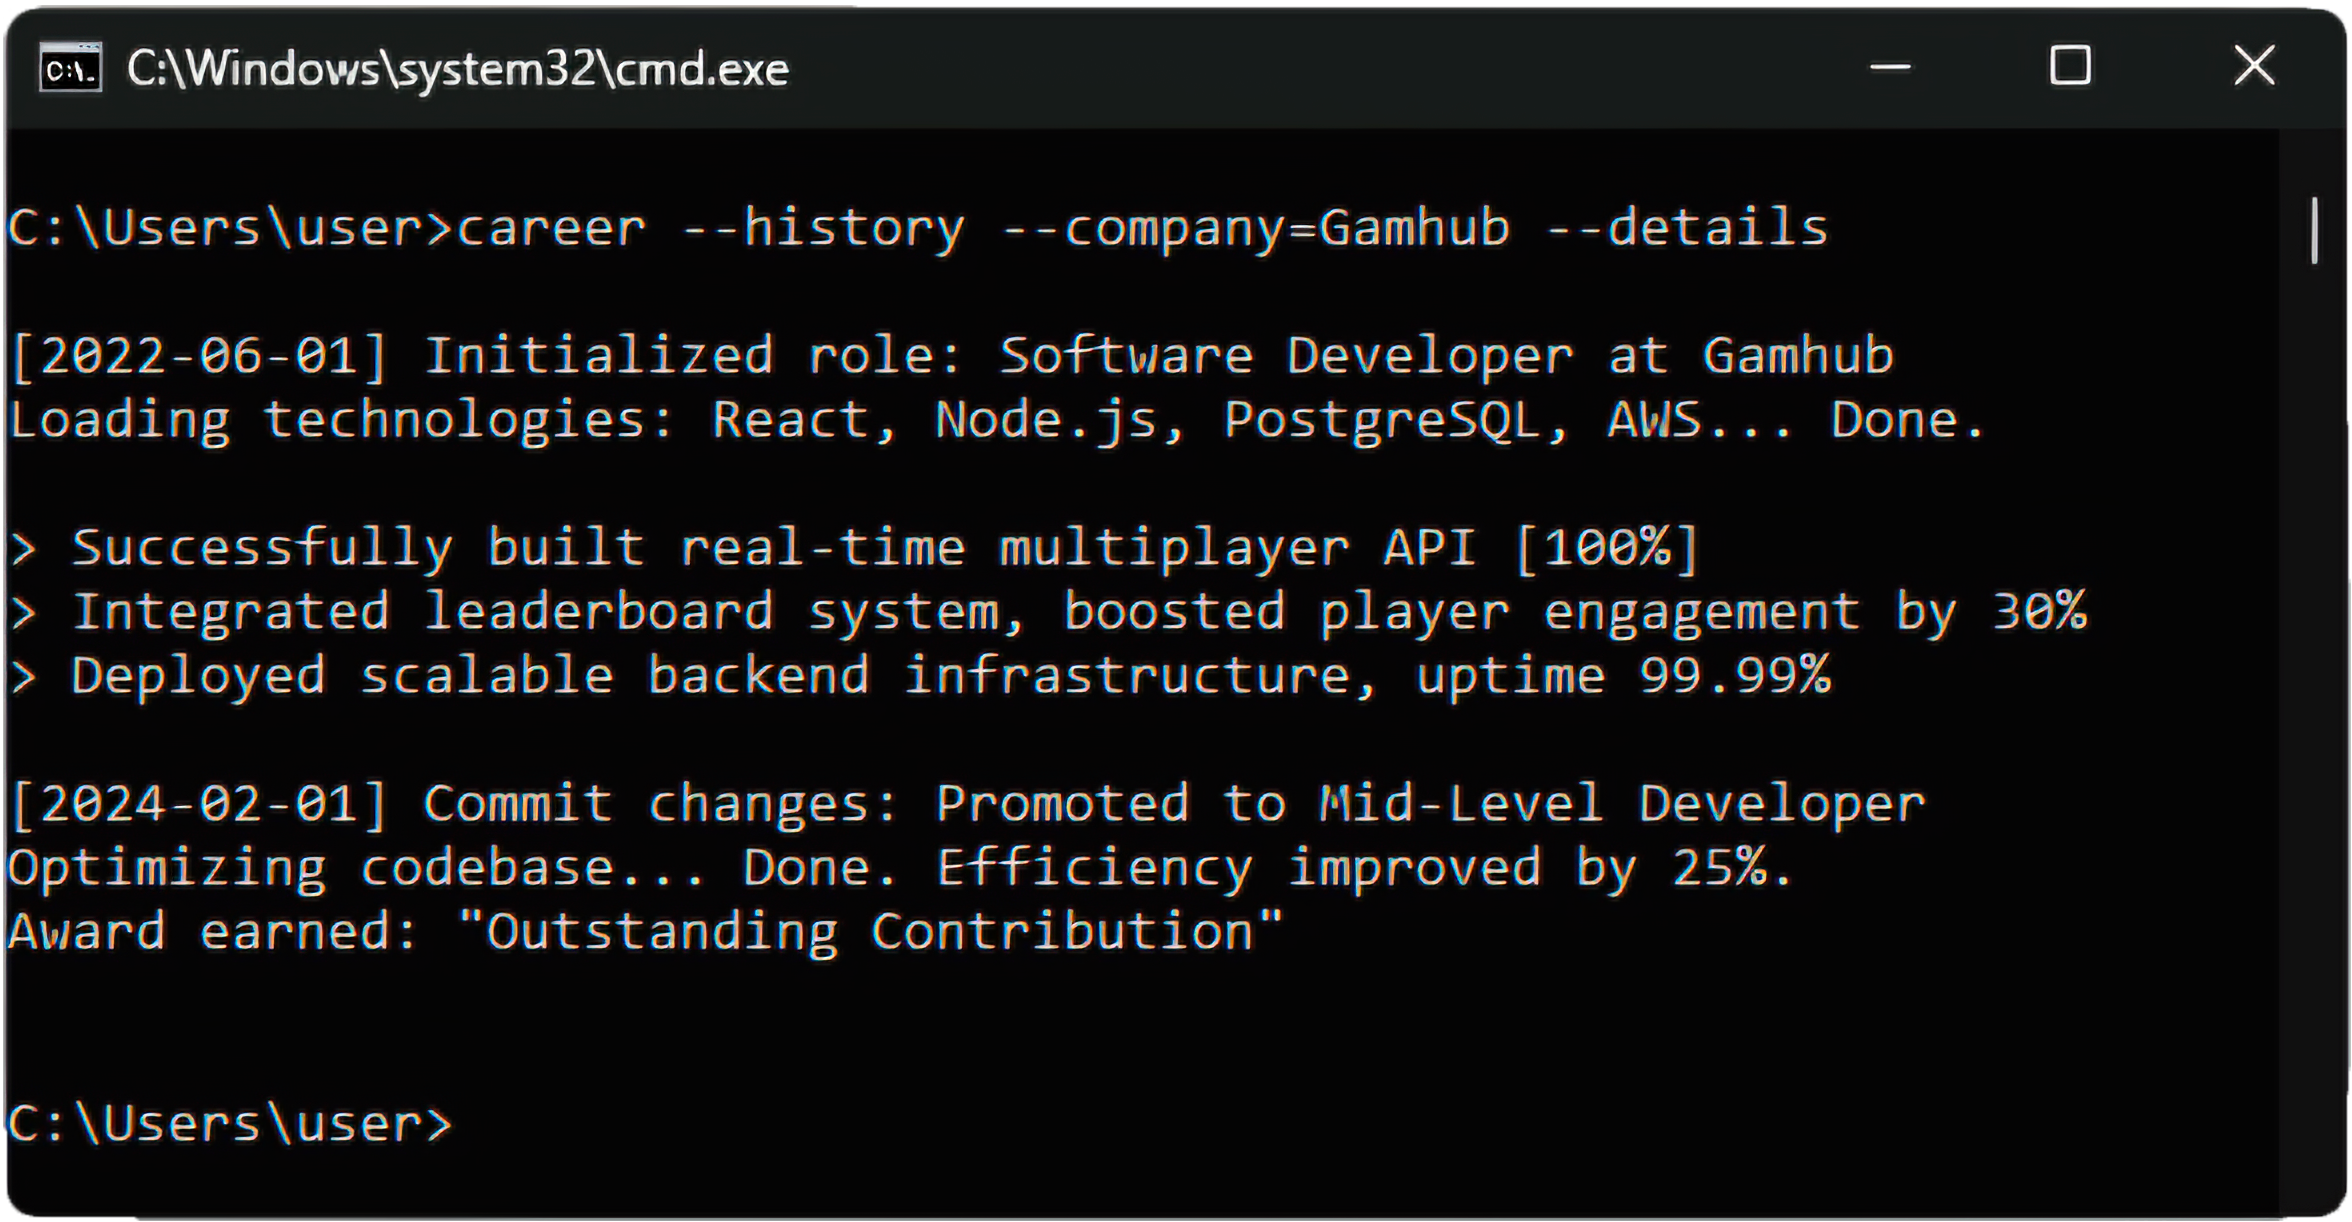 C:\Windows\system32\cmd.exe
C:\Users\user>career --history --company=Gamhub --details
[2022-06-01] Initialized role: Software Developer at Gamhub
Loading technologies: React, Node.js, PostgreSQL, AWS... Done.
> Successfully built real-time multiplayer API [100%]
> Integrated leaderboard system, boosted player engagement by 30%
> Deployed scalable backend infrastructure, uptime 99.99%
[2024-02-01] Commit changes: Promoted to Mid-Level Developer
Optimizing codebase... Done. Efficiency improved by 25%.
Award earned: "Outstanding Contribution"
C:\Users\user>